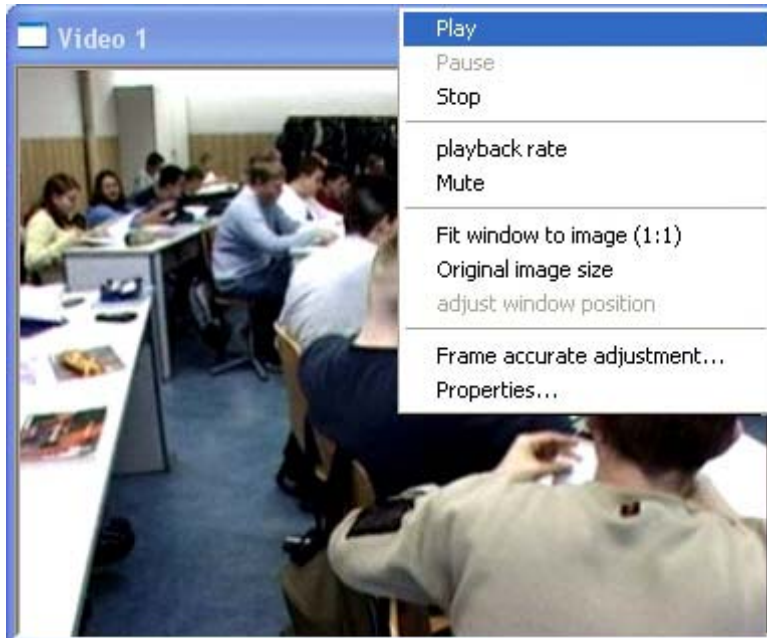 Video 1
Play
Pause
Stop
playback rate
Mute
Fit window to image (1:1)
Original image size
adjust window position
Frame accurate adjustment...
Properties...